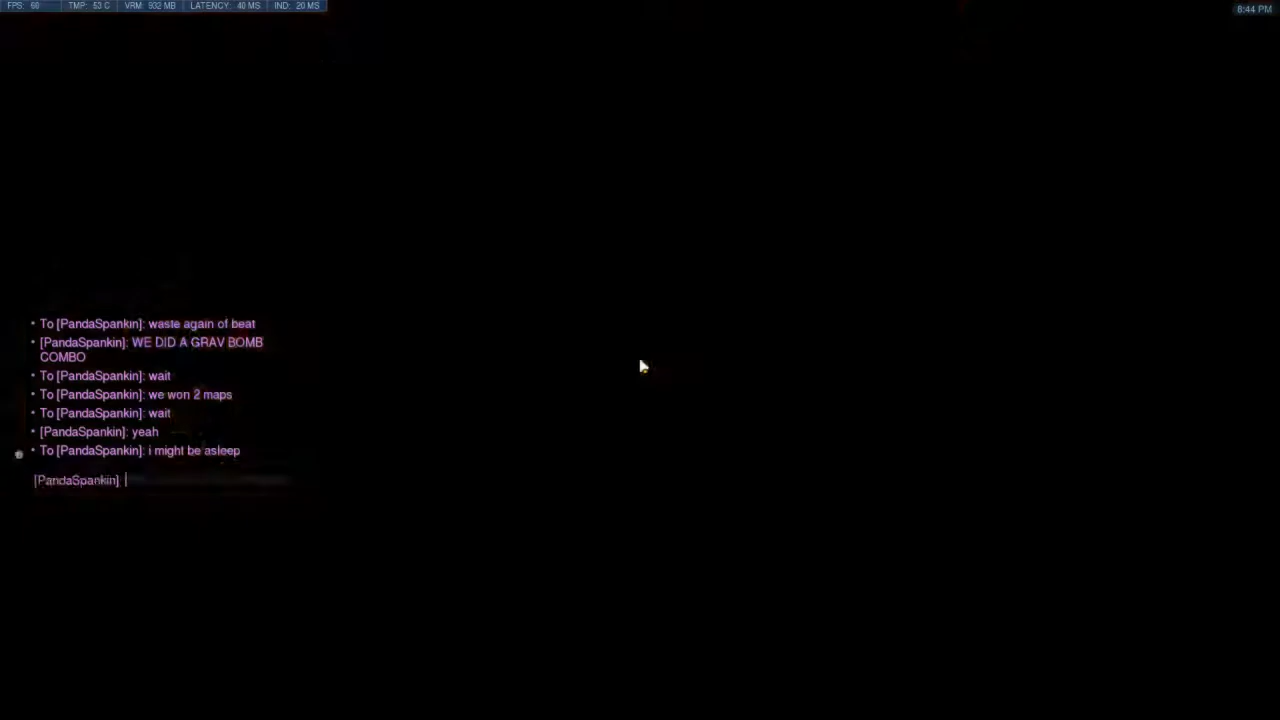 FPS: 60 TMP: 53 C VRM: 932 MB LATENCY: 40 MS IND: 20 MS
8:44 PM
To [PandaSpankin]: waste again of beat
[PandaSpankin]: WE DID A GRAV BOMB
COMBO
To [PandaSpankin]: wait
To [PandaSpankin]: we won 2 maps
To [PandaSpankin]: wait
[PandaSpankin]: yeah
To [PandaSpankin]: i might be asleep
[PandaSpankin]